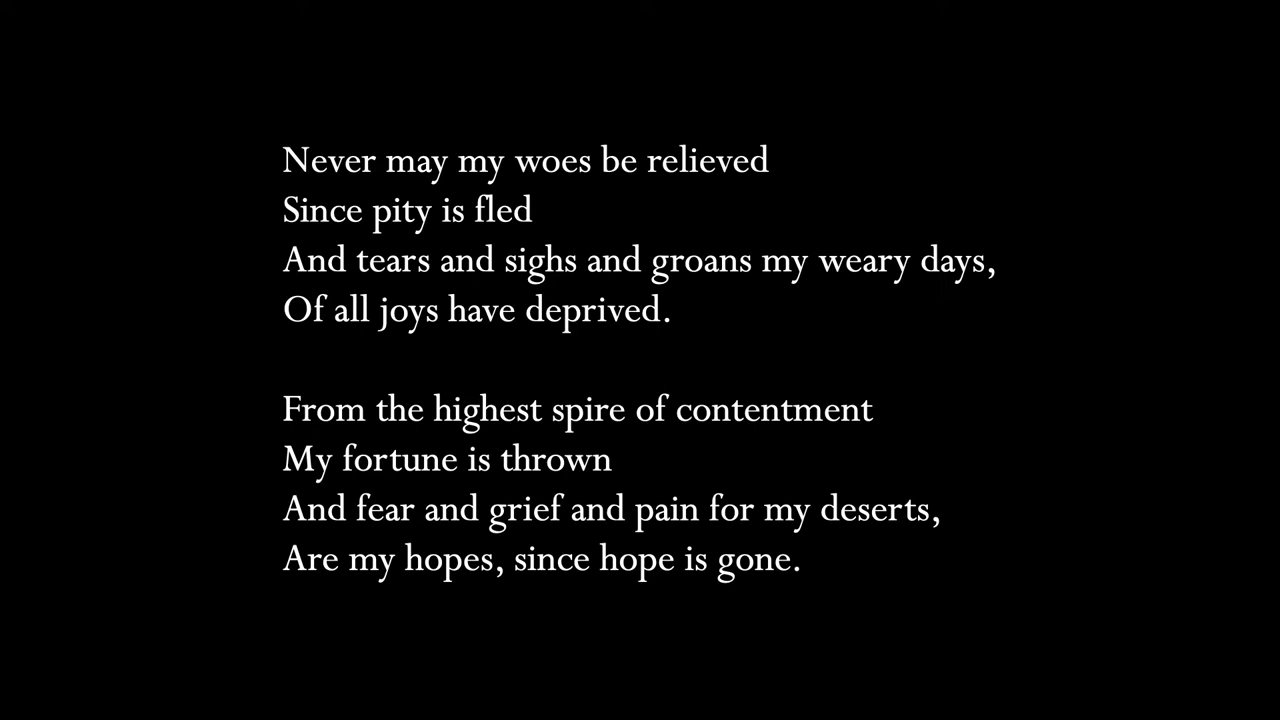 Never may my woes be relieved
Since pity is fled
And tears and sighs and groans my weary days,
Of all joys have deprived.
From the highest spire of contentment
My fortune is thrown
And fear and grief and pain for my deserts,
Are my hopes, since hope is gone.